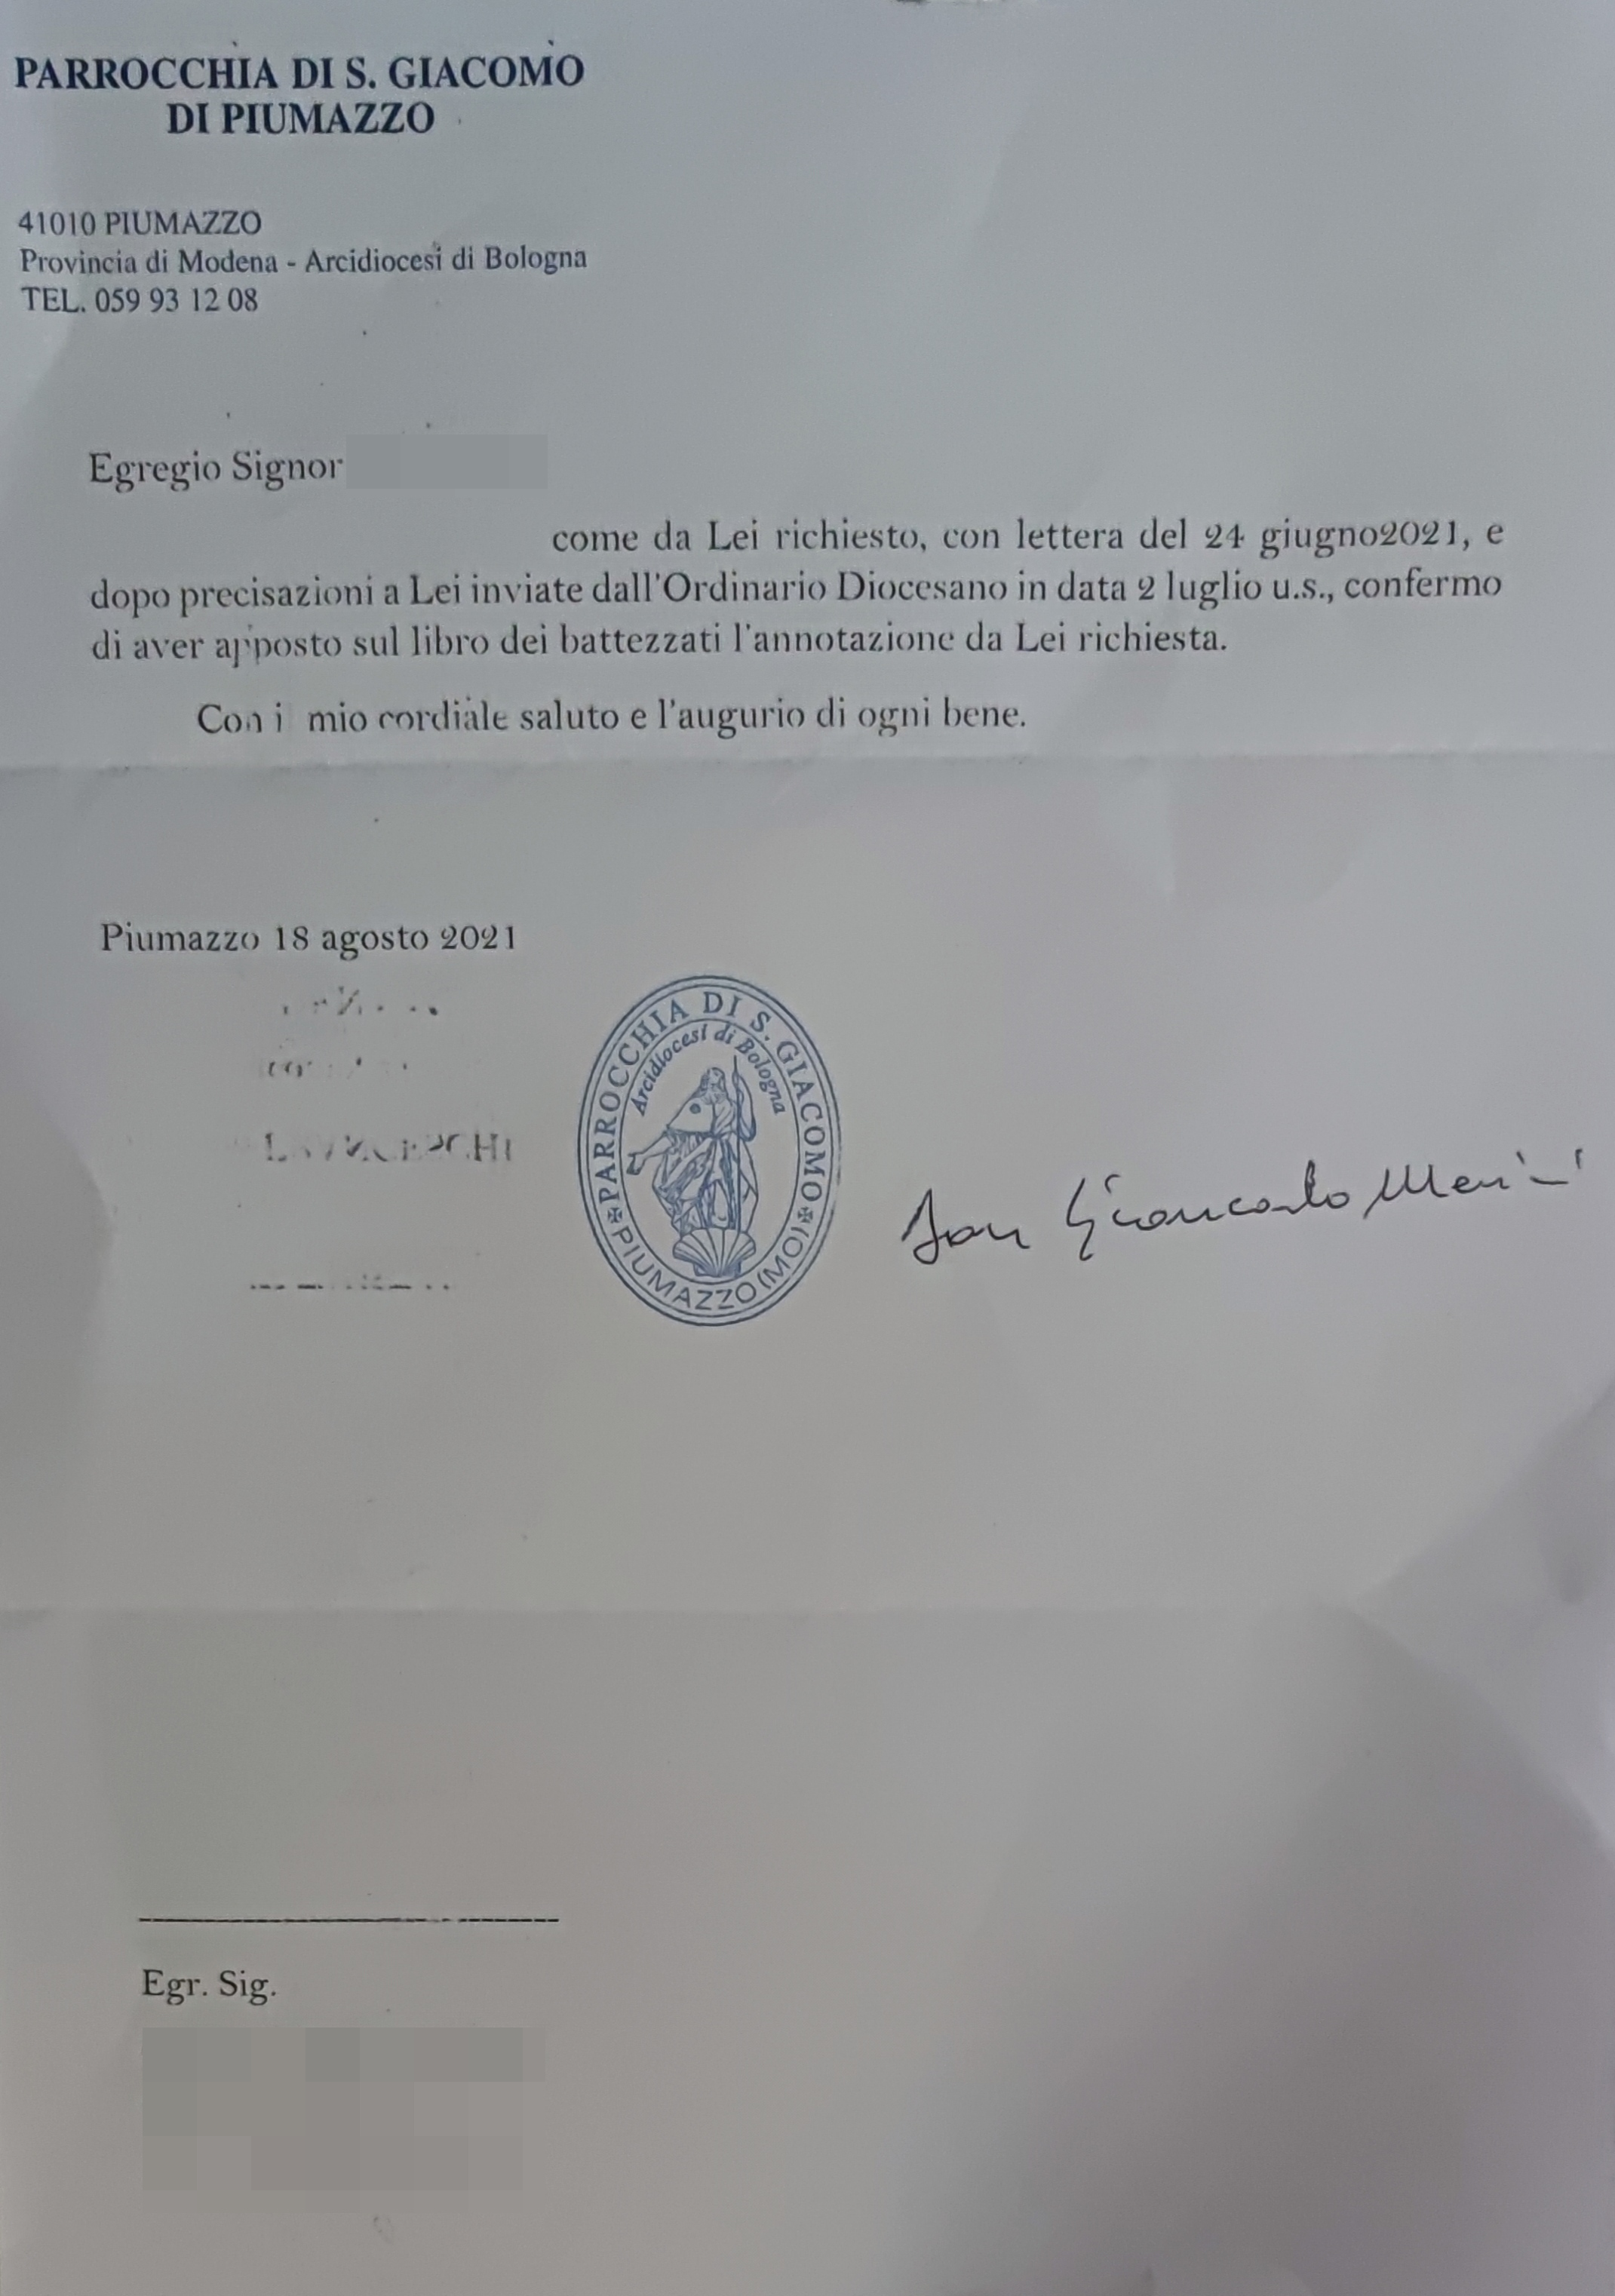 PARROCCHIA DI S. GIACOMO
DI PIUMAZZO
41010 PIUMAZZO
Provincia di Modena - Arcidiocesi di Bologna
TEL. 059 93 12 08
Egregio Signor
come da Lei richiesto, con lettera del 24 giugno2021, e
dopo precisazioni a Lei inviate dall'Ordinario Diocesano in data 2 luglio u.s., confermo
di aver apposto sul libro dei battezzati l'annotazione da Lei richiesta.
Con i mio cordiale saluto e l'augurio di ogni bene.
Piumazzo 18 agosto 2021
PARROCCHIA DI S. GIACOMO
Arcidiocesi di Bologna
PIUMAZZO (MO)
Don Giancarlo
Egr. Sig.